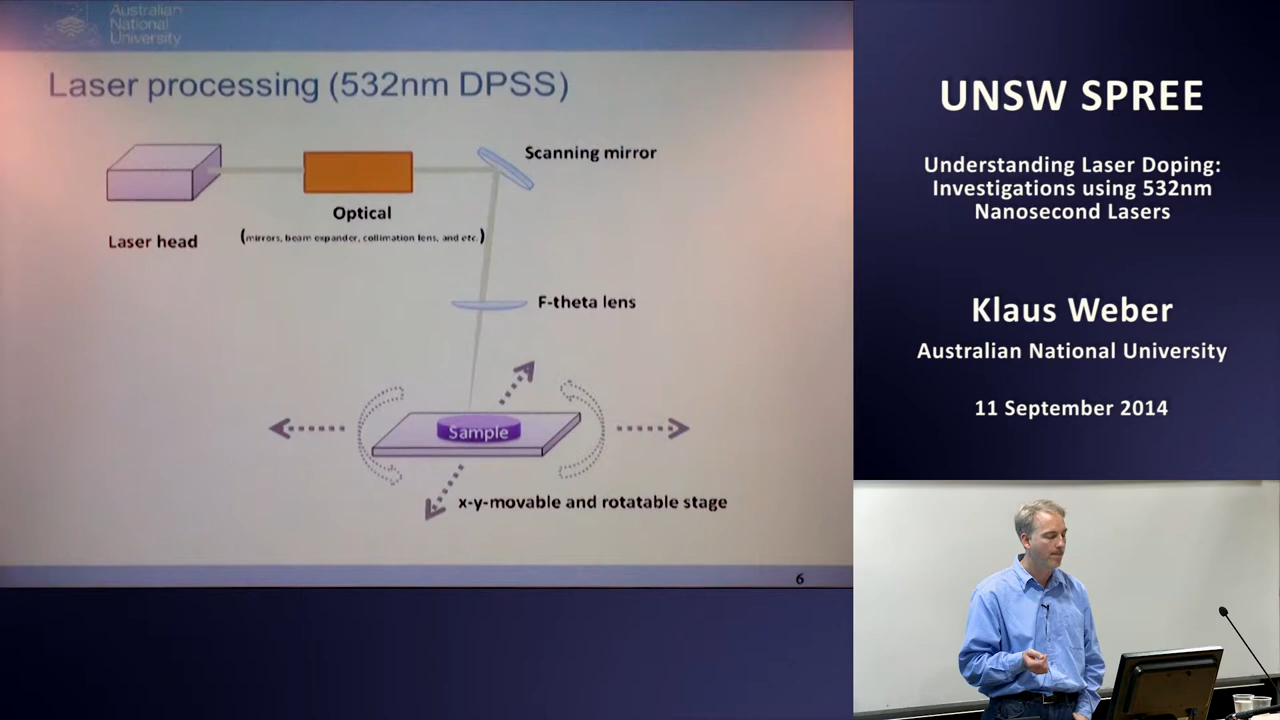 Australian
National
University
Laser processing (532nm DPSS)
Scanning mirror
Optical
(mirrors, beam expander, collimation lens, and etc.)
Laser head
F-theta lens
Sample
x-y-movable and rotatable stage
6
UNSW SPREE
Understanding Laser Doping:
Investigations using 532nm
Nanosecond Lasers
Klaus Weber
Australian National University
11 September 2014